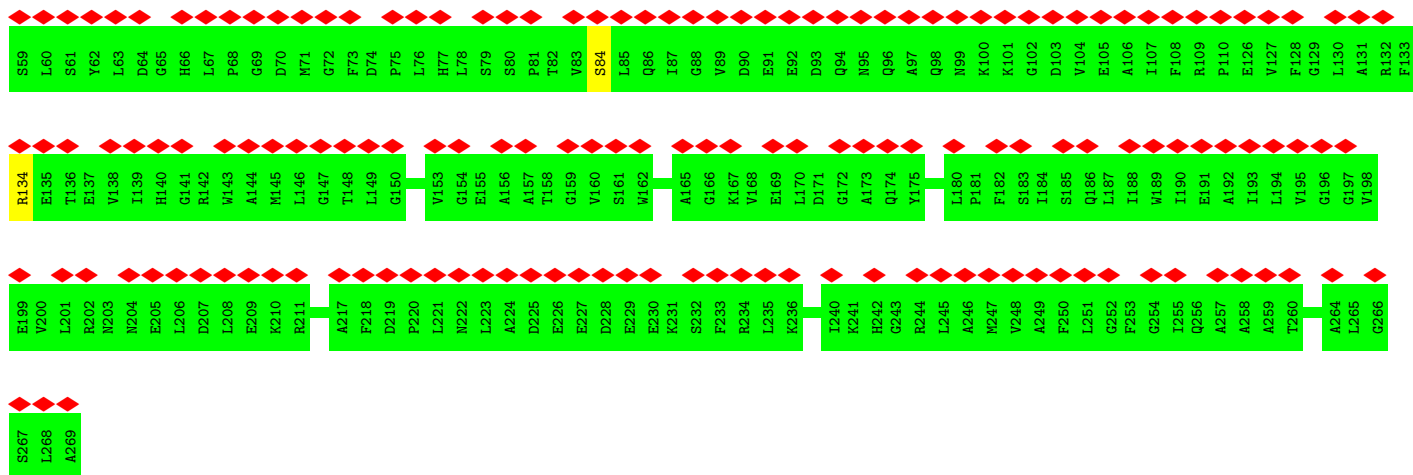 S59 L60 S61 Y62 L63 D64 G65 H66 L67 P68 G69 D70 M71 G72 F73 D74 P75 L76 H77 L78 S79 S80 P81 T82 V83 S84 L85 Q86 I87 G88 V89 D90 E91 E92 D93 Q94 N95 Q96 A97 Q98 N99 K100 K101 G102 D103 V104 E105 A106 I107 F108 R109 P110 E126 V127 F128 G129 L130 A131 R132 F133
R134 E135 T136 E137 V138 I139 H140 G141 R142 W143 A144 M145 L146 G147 T148 L149 G150 V153 G154 E155 A156 A157 T158 G159 V160 S161 W162 A165 G166 K167 V168 E169 L170 D171 G172 A173 Q174 Y175 L180 P181 F182 S183 I184 S185 Q186 L187 I188 W189 I190 E191 A192 I193 L194 V195 G196 G197 V198
E199 V200 L201 R202 N203 N204 E205 L206 D207 L208 E209 K210 R211 A217 F218 D219 P220 L221 N222 L223 A224 D225 E226 E227 D228 E229 E230 K231 S232 F233 R234 L235 K236 I240 K241 H242 G243 R244 L245 A246 M247 V248 A249 F250 L251 G252 F253 G254 I255 Q256 A257 A258 A259 T260 A264 L265 G266
S267 L268 A269